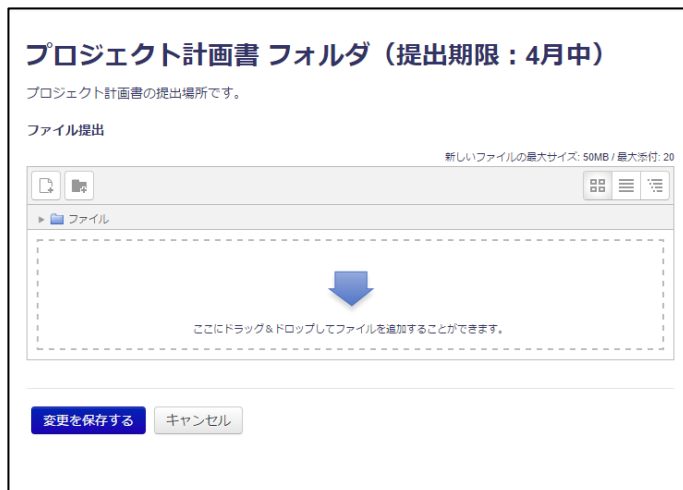 プロジェクト計画書 フォルダ（提出期限：4月中）
プロジェクト計画書の提出場所です。
ファイル提出
新しいファイルの最大サイズ: 50MB / 最大添付: 20
ファイル
ここにドラッグ&ドロップしてファイルを追加することができます。
変更を保存する キャンセル